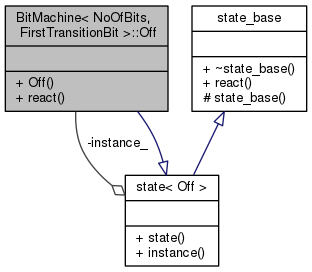 BitMachine< NoOfBits,
FirstTransitionBit >::Off
+ Off()
+ react()
state_base
+ ~state_base()
+ react()
# state_base()
-instance_
state< Off >
+ state()
+ instance()